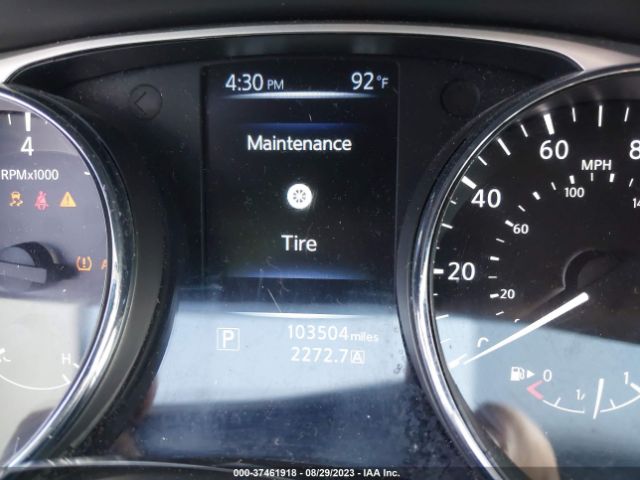 4:30 PM 92°F
Maintenance
Tire
103504 miles
P
2272.7 A
4
RPMx1000
H
20
40
60
80
MPH
20
60
100
0
1
000-37461918 - 08/29/2023 - IAA Inc.